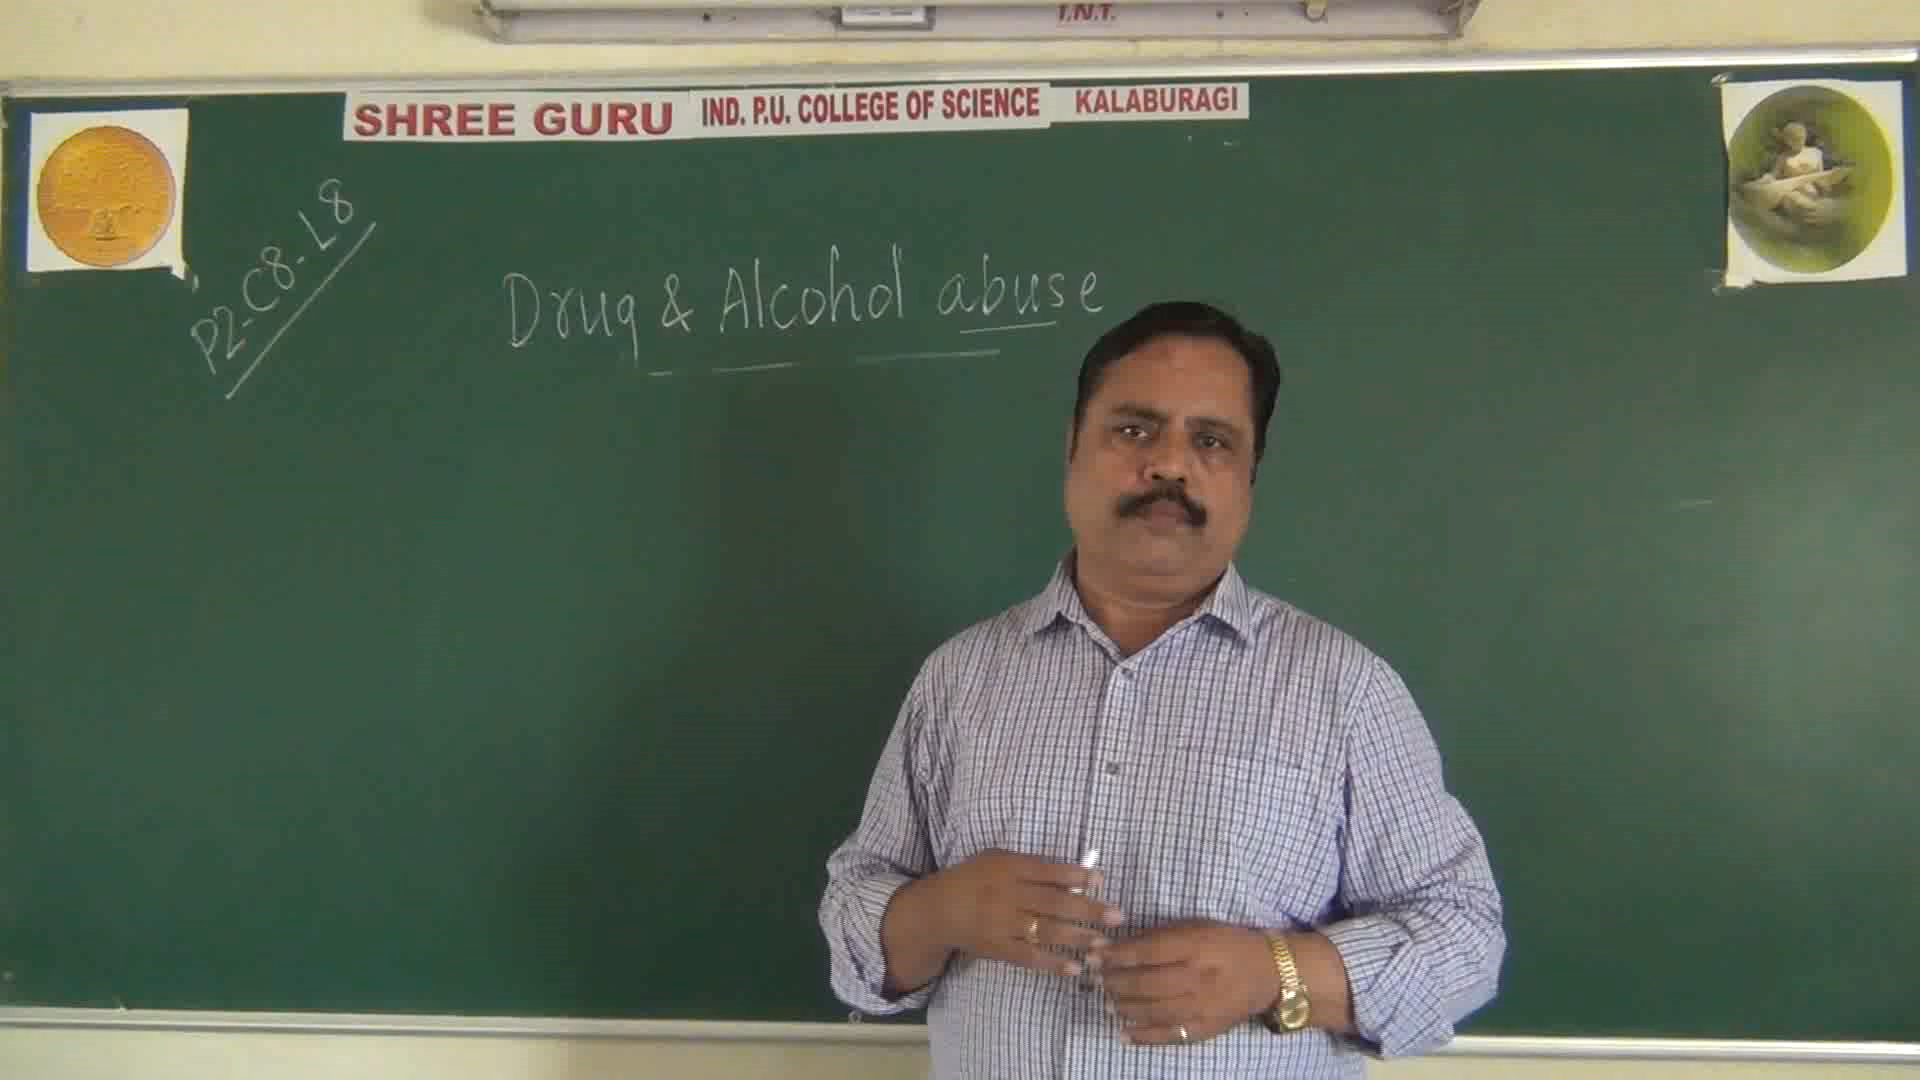 I.N.T.
SHREE GURU IND. P.U. COLLEGE OF SCIENCE KALABURAGI
P2-C8-L8
Drug & Alcohol abuse